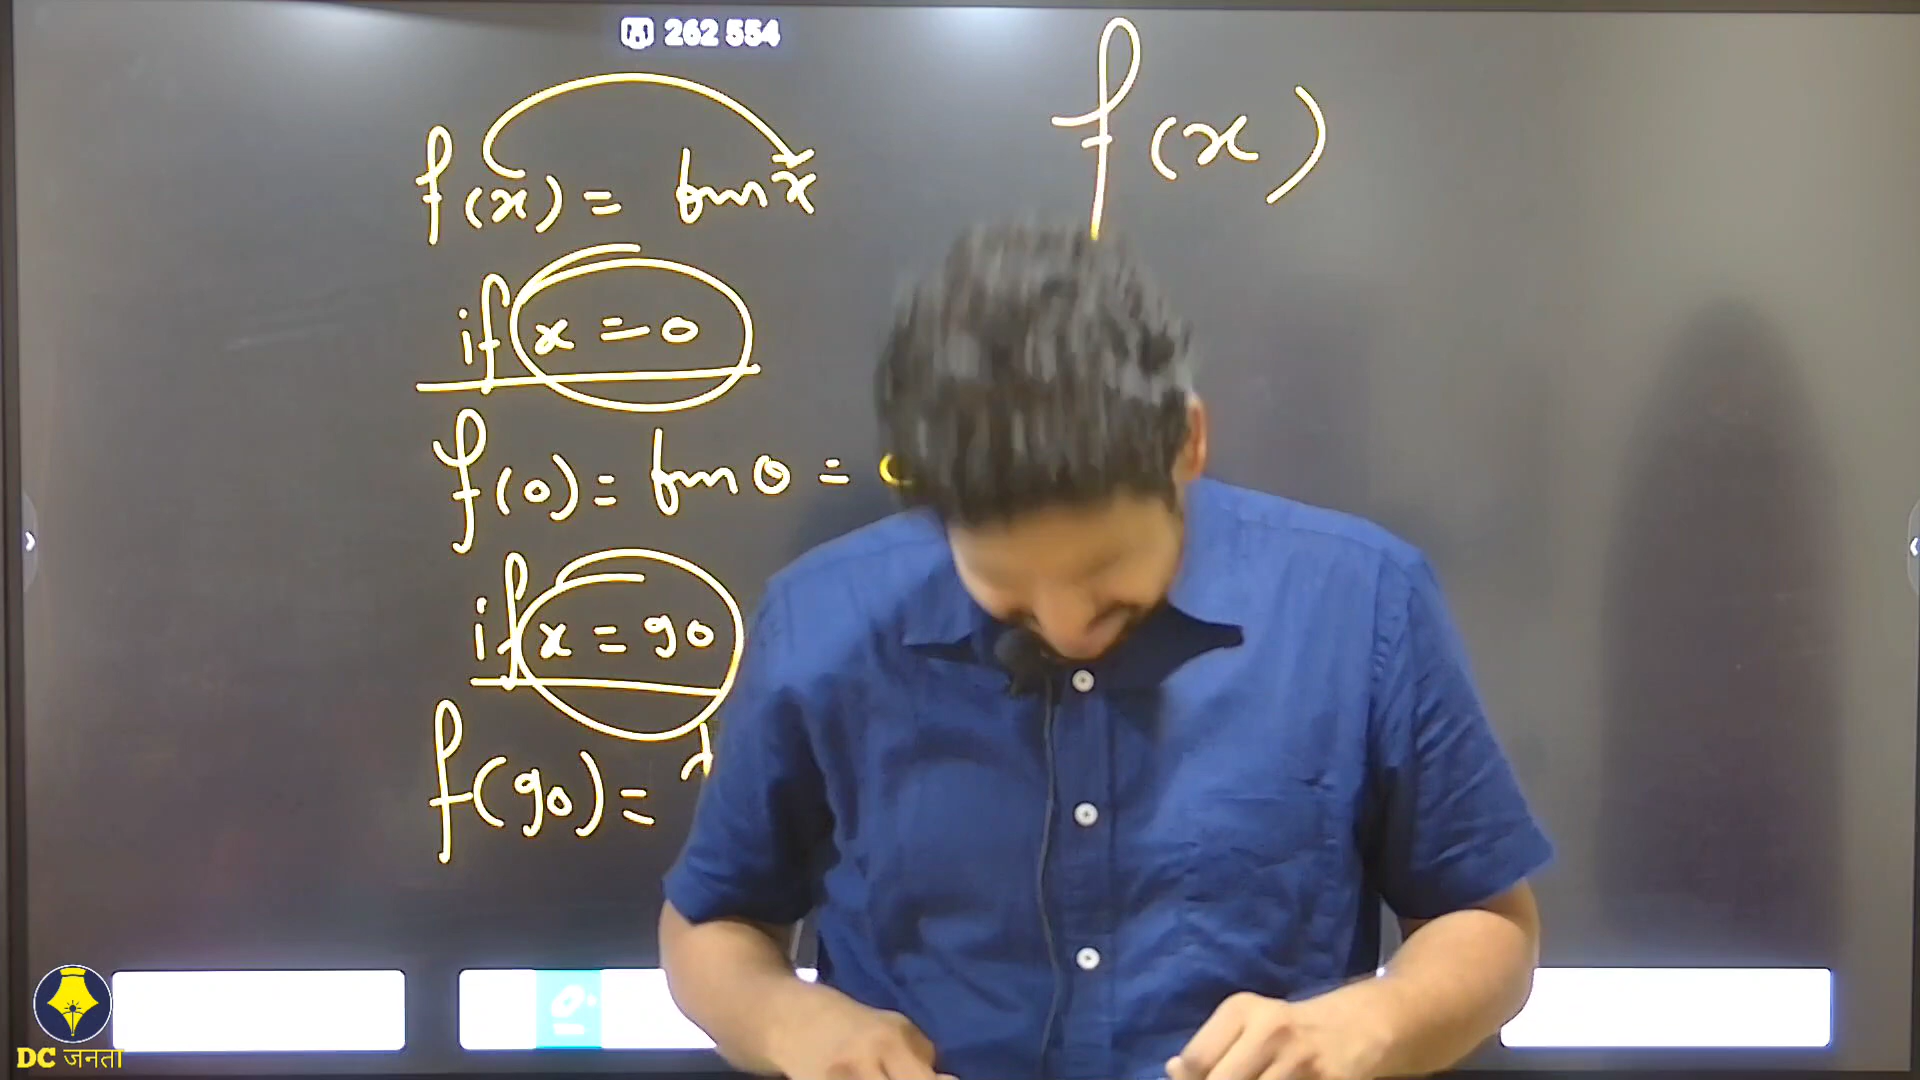 262 554
f(x) = tan x
f(x)
if x = 0
f(0) = tan 0 =
if x = 90
f(90) =
DC जनता